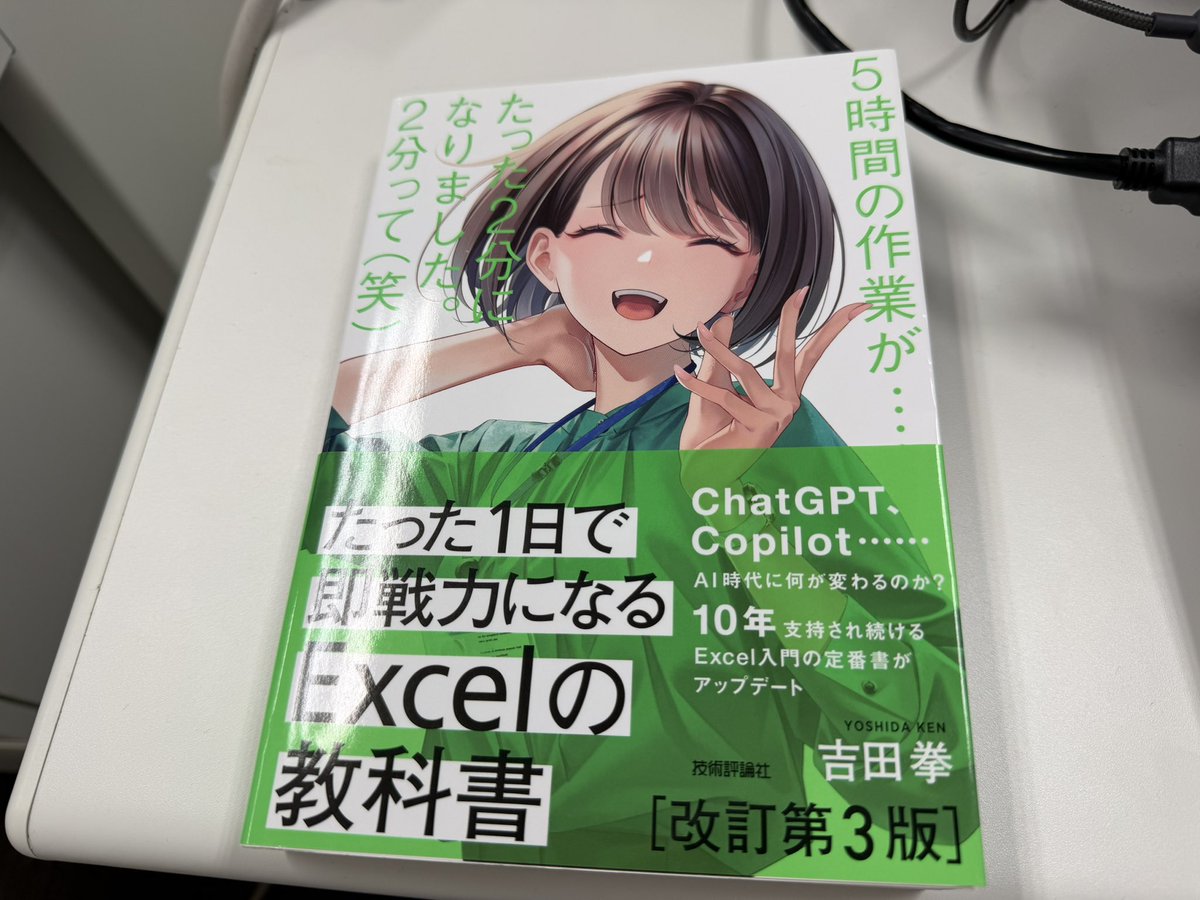 5時間の作業が…
たった2分に
なりました。
2分って(笑)
たった1日で
即戦力になる
Excelの
教科書
ChatGPT、
Copilot……
AI時代に何が変わるのか?
10年 支持され続ける
Excel入門の定番書が
アップデート
YOSHIDA KEN
吉田 拳
技術評論社
[改訂第3版]